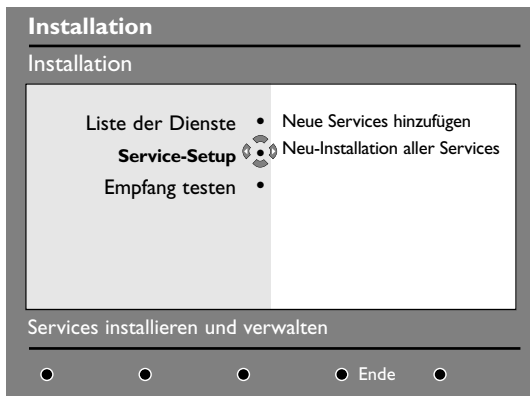 Installation
Installation
Liste der Dienste
Service-Setup
Empfang testen
Neue Services hinzufügen
Neu-Installation aller Services
Services installieren und verwalten
Ende